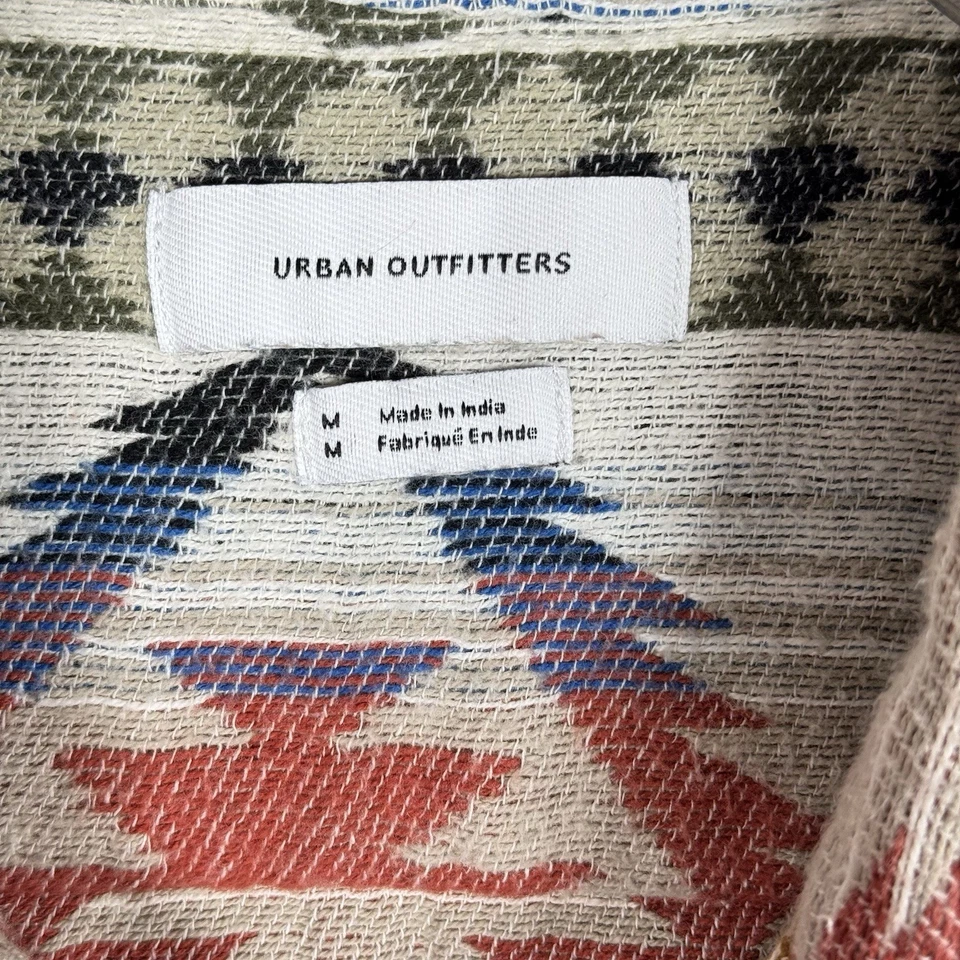 URBAN OUTFITTERS
M Made In India
M Fabriqué En Inde